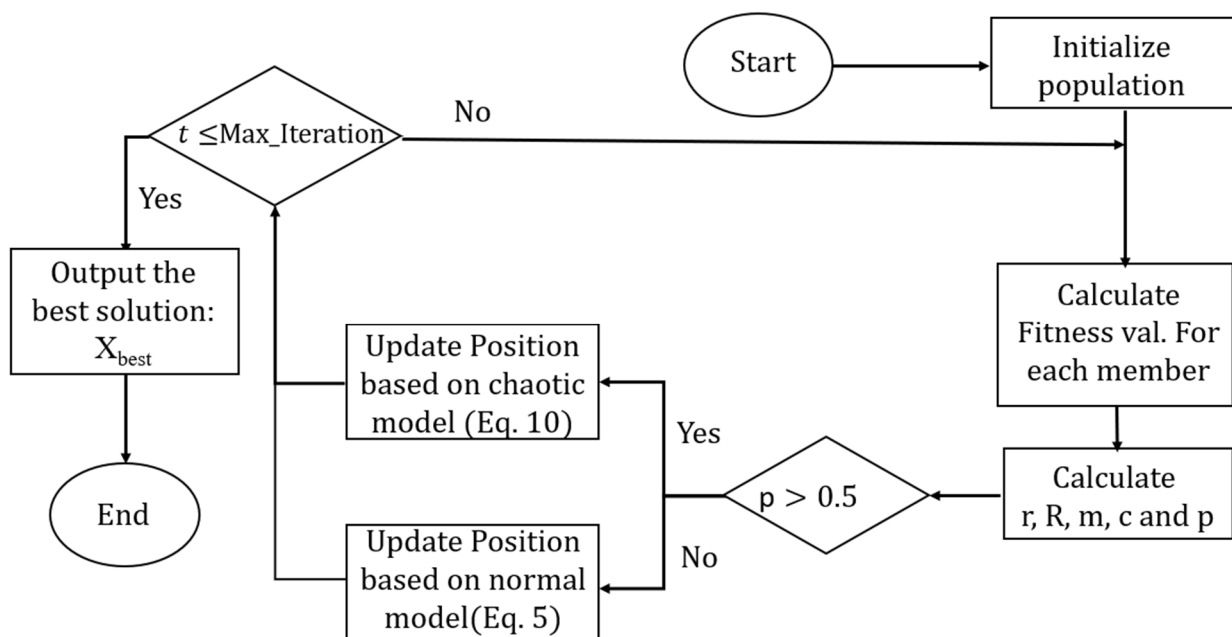 Start
Initialize
population
No
t ≤Max_Iteration
Yes
Output the
best solution:
Xbest
End
Calculate
Fitness val. For
each member
Calculate
r, R, m, c and p
p > 0.5
Yes
No
Update Position
based on chaotic
model (Eq. 10)
Update Position
based on normal
model(Eq. 5)